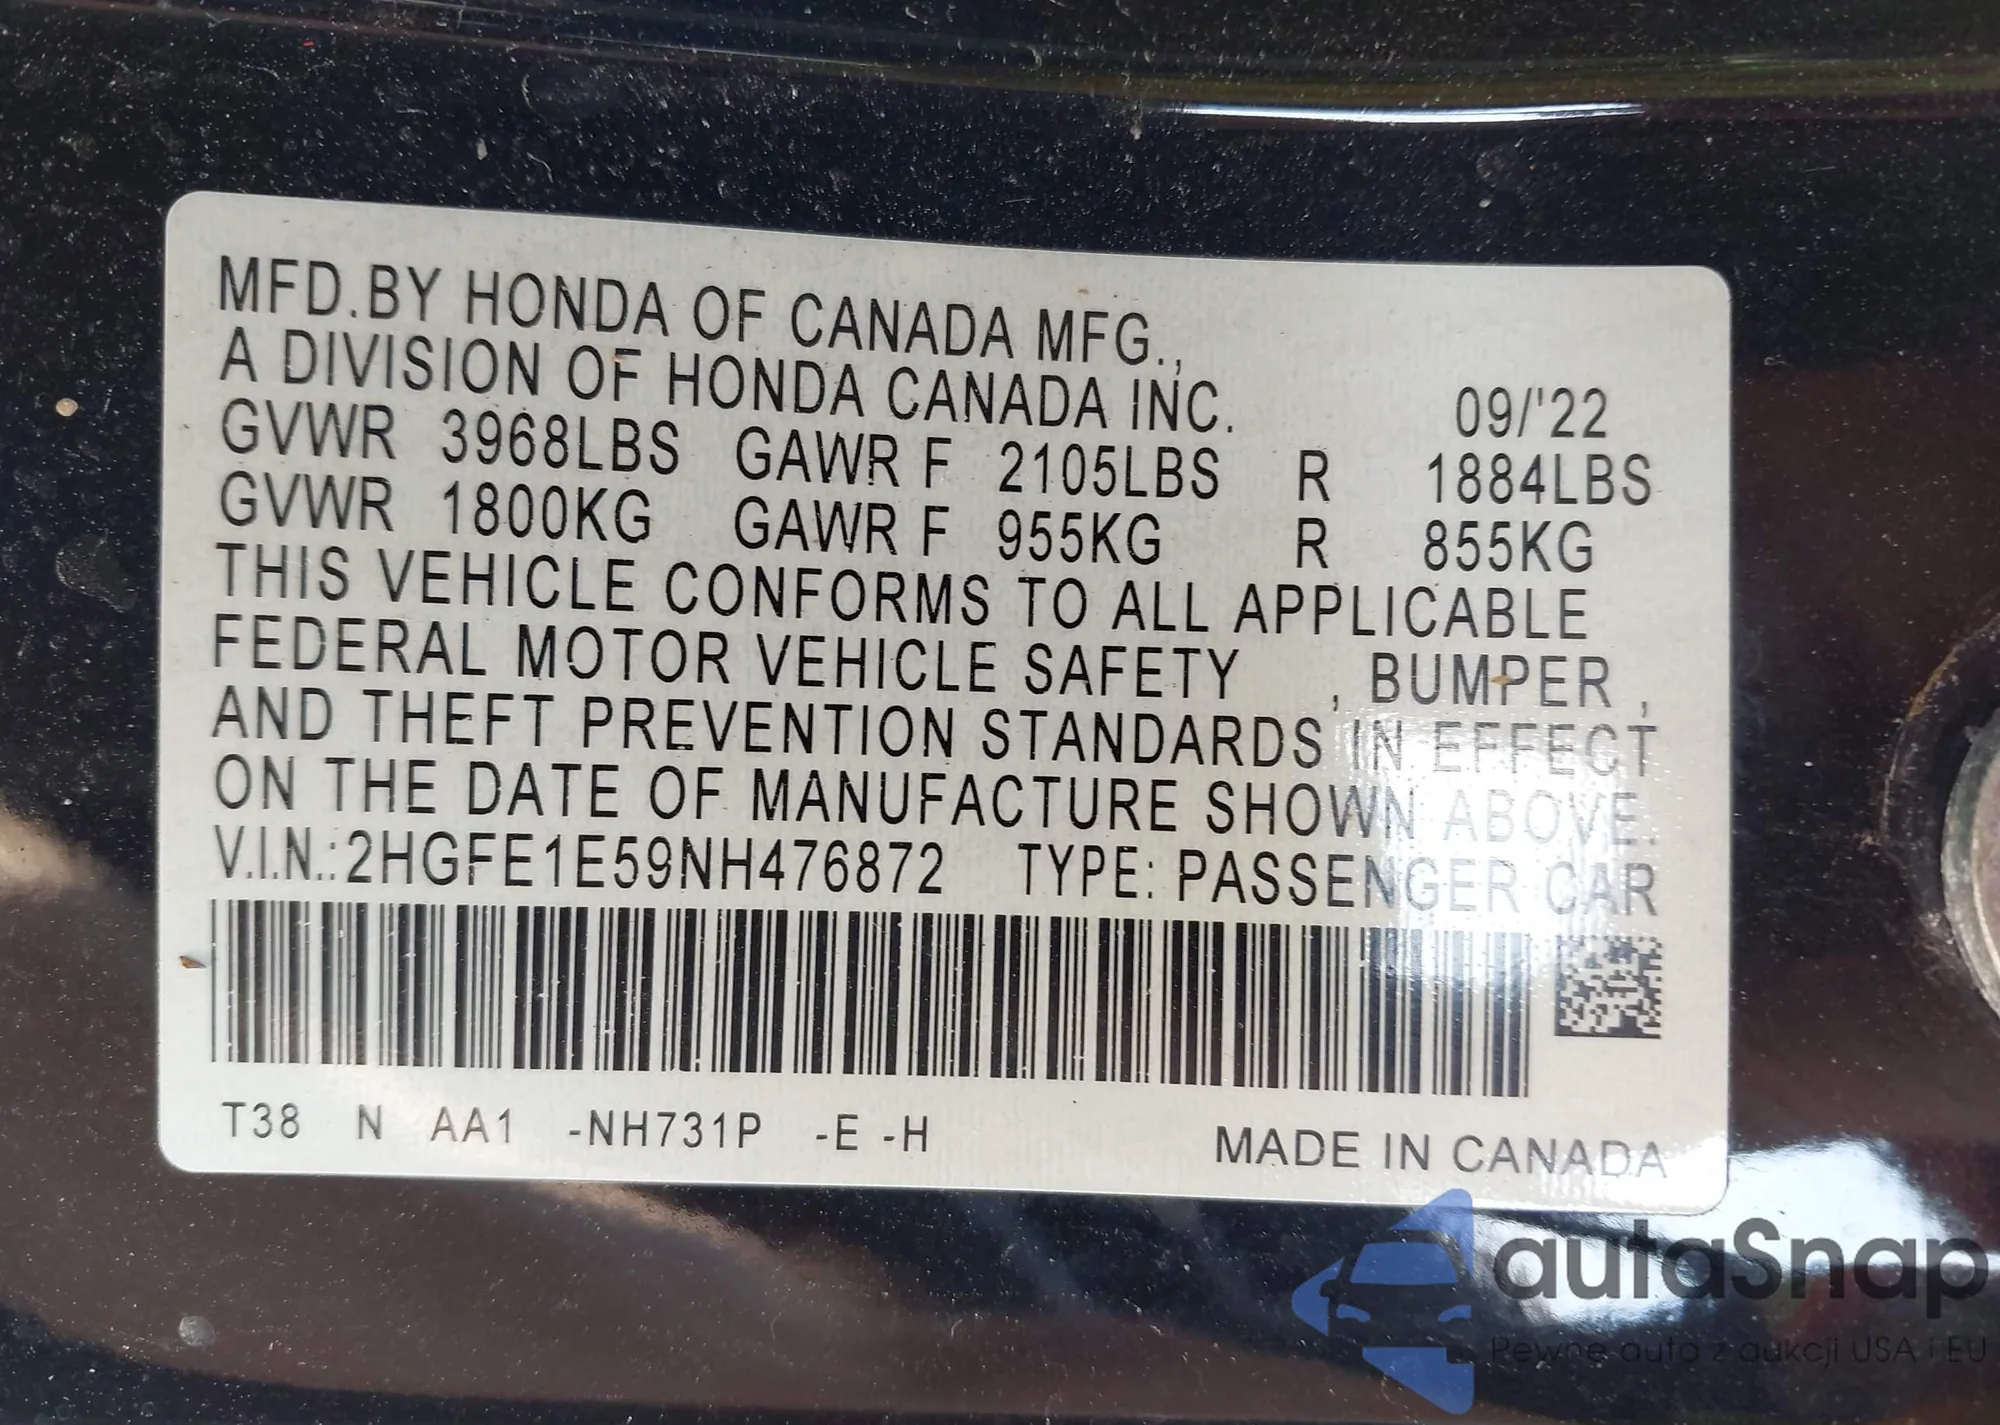 MFD.BY HONDA OF CANADA MFG.,
A DIVISION OF HONDA CANADA INC. 09/'22
GVWR 3968LBS GAWR F 2105LBS R 1884LBS
GVWR 1800KG GAWR F 955KG R 855KG
THIS VEHICLE CONFORMS TO ALL APPLICABLE
FEDERAL MOTOR VEHICLE SAFETY , BUMPER ,
AND THEFT PREVENTION STANDARDS IN EFFECT
ON THE DATE OF MANUFACTURE SHOWN ABOVE.
V.I.N.:2HGFE1E59NH476872 TYPE: PASSENGER CAR
T38 N AA1 -NH731P -E -H MADE IN CANADA
autaSnap
Pewne auta z aukcji USA i EU